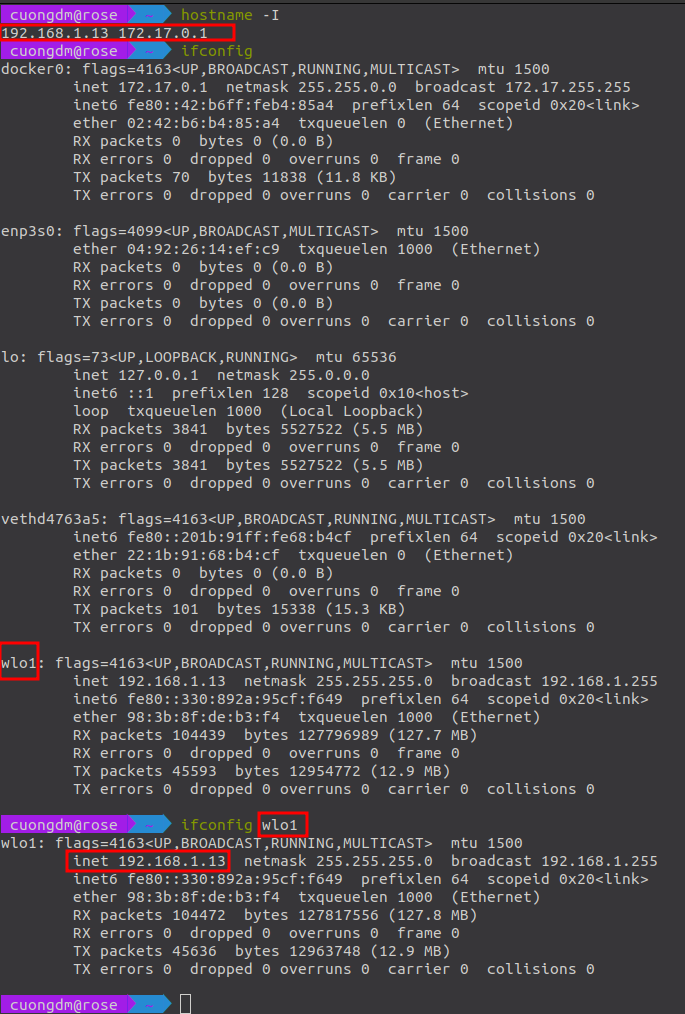 cuongdm@rose ~ hostname -I
192.168.1.13 172.17.0.1
cuongdm@rose ~ ifconfig
docker0: flags=4163<UP,BROADCAST,RUNNING,MULTICAST>  mtu 1500
        inet 172.17.0.1  netmask 255.255.0.0  broadcast 172.17.255.255
        inet6 fe80::42:b6ff:feb4:85a4  prefixlen 64  scopeid 0x20<link>
        ether 02:42:b6:b4:85:a4  txqueuelen 0  (Ethernet)
        RX packets 0  bytes 0 (0.0 B)
        RX errors 0  dropped 0  overruns 0  frame 0
        TX packets 70  bytes 11838 (11.8 KB)
        TX errors 0  dropped 0 overruns 0  carrier 0  collisions 0

enp3s0: flags=4099<UP,BROADCAST,MULTICAST>  mtu 1500
        ether 04:92:26:14:ef:c9  txqueuelen 1000  (Ethernet)
        RX packets 0  bytes 0 (0.0 B)
        RX errors 0  dropped 0  overruns 0  frame 0
        TX packets 0  bytes 0 (0.0 B)
        TX errors 0  dropped 0 overruns 0  carrier 0  collisions 0

lo: flags=73<UP,LOOPBACK,RUNNING>  mtu 65536
        inet 127.0.0.1  netmask 255.0.0.0
        inet6 ::1  prefixlen 128  scopeid 0x10<host>
        loop  txqueuelen 1000  (Local Loopback)
        RX packets 3841  bytes 5527522 (5.5 MB)
        RX errors 0  dropped 0  overruns 0  frame 0
        TX packets 3841  bytes 5527522 (5.5 MB)
        TX errors 0  dropped 0 overruns 0  carrier 0  collisions 0

vethd4763a5: flags=4163<UP,BROADCAST,RUNNING,MULTICAST>  mtu 1500
        inet6 fe80::201b:91ff:fe68:b4cf  prefixlen 64  scopeid 0x20<link>
        ether 22:1b:91:68:b4:cf  txqueuelen 0  (Ethernet)
        RX packets 0  bytes 0 (0.0 B)
        RX errors 0  dropped 0  overruns 0  frame 0
        TX packets 101  bytes 15338 (15.3 KB)
        TX errors 0  dropped 0 overruns 0  carrier 0  collisions 0

wlo1: flags=4163<UP,BROADCAST,RUNNING,MULTICAST>  mtu 1500
        inet 192.168.1.13  netmask 255.255.255.0  broadcast 192.168.1.255
        inet6 fe80::330:892a:95cf:f649  prefixlen 64  scopeid 0x20<link>
        ether 98:3b:8f:de:b3:f4  txqueuelen 1000  (Ethernet)
        RX packets 104439  bytes 127796989 (127.7 MB)
        RX errors 0  dropped 0  overruns 0  frame 0
        TX packets 45593  bytes 12954772 (12.9 MB)
        TX errors 0  dropped 0 overruns 0  carrier 0  collisions 0

cuongdm@rose ~ ifconfig wlo1
wlo1: flags=4163<UP,BROADCAST,RUNNING,MULTICAST>  mtu 1500
        inet 192.168.1.13  netmask 255.255.255.0  broadcast 192.168.1.255
        inet6 fe80::330:892a:95cf:f649  prefixlen 64  scopeid 0x20<link>
        ether 98:3b:8f:de:b3:f4  txqueuelen 1000  (Ethernet)
        RX packets 104472  bytes 127817556 (127.8 MB)
        RX errors 0  dropped 0  overruns 0  frame 0
        TX packets 45636  bytes 12963748 (12.9 MB)
        TX errors 0  dropped 0 overruns 0  carrier 0  collisions 0

cuongdm@rose ~